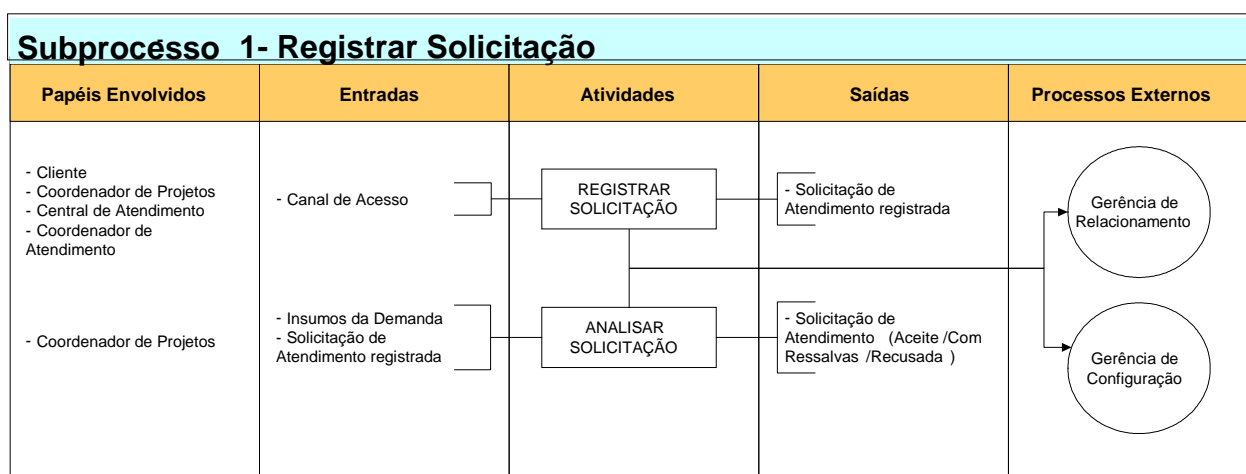 Subprocesso 1- Registrar Solicitação
Papéis Envolvidos
Entradas
Atividades
Saídas
Processos Externos
- Cliente
- Coordenador de Projetos
- Central de Atendimento
- Coordenador de
Atendimento
- Canal de Acesso
REGISTRAR
SOLICITAÇÃO
- Solicitação de
Atendimento registrada
Gerência de
Relacionamento
- Coordenador de Projetos
- Insumos da Demanda
- Solicitação de
Atendimento registrada
ANALISAR
SOLICITAÇÃO
- Solicitação de
Atendimento (Aceite /Com
Ressalvas /Recusada )
Gerência de
Configuração